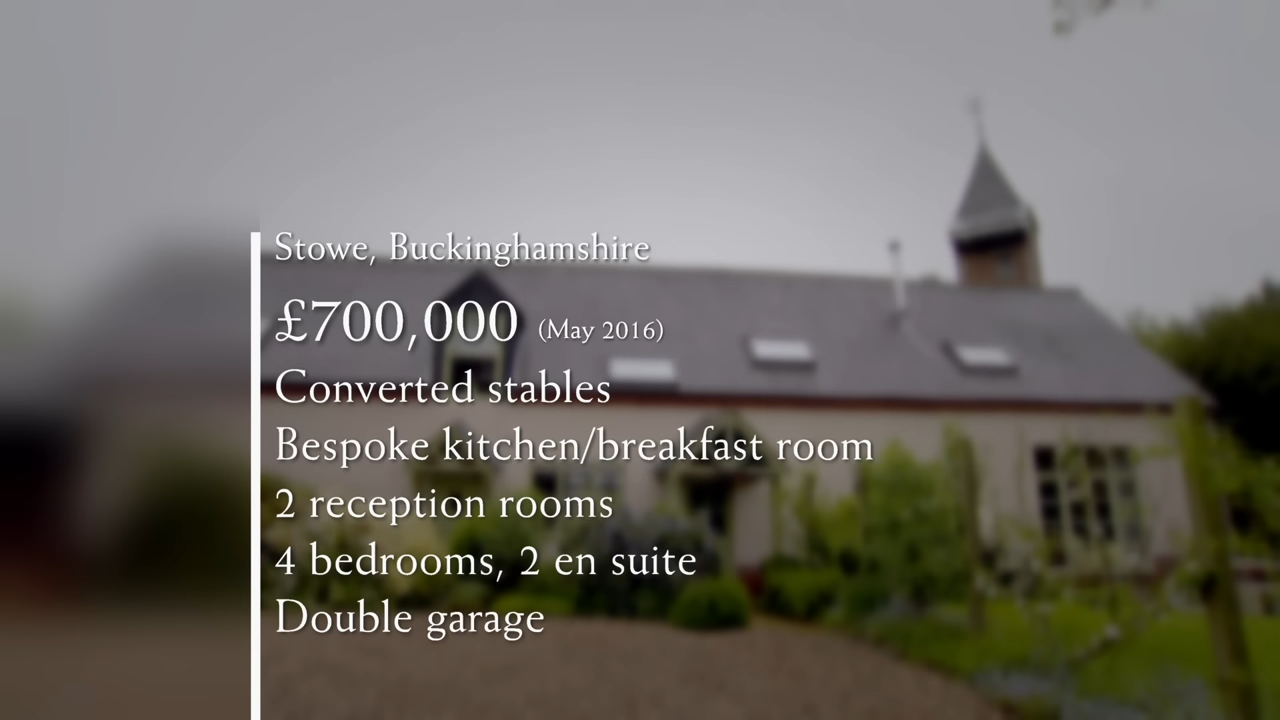 Stowe, Buckinghamshire
£700,000 (May 2016)
Converted stables
Bespoke kitchen/breakfast room
2 reception rooms
4 bedrooms, 2 en suite
Double garage